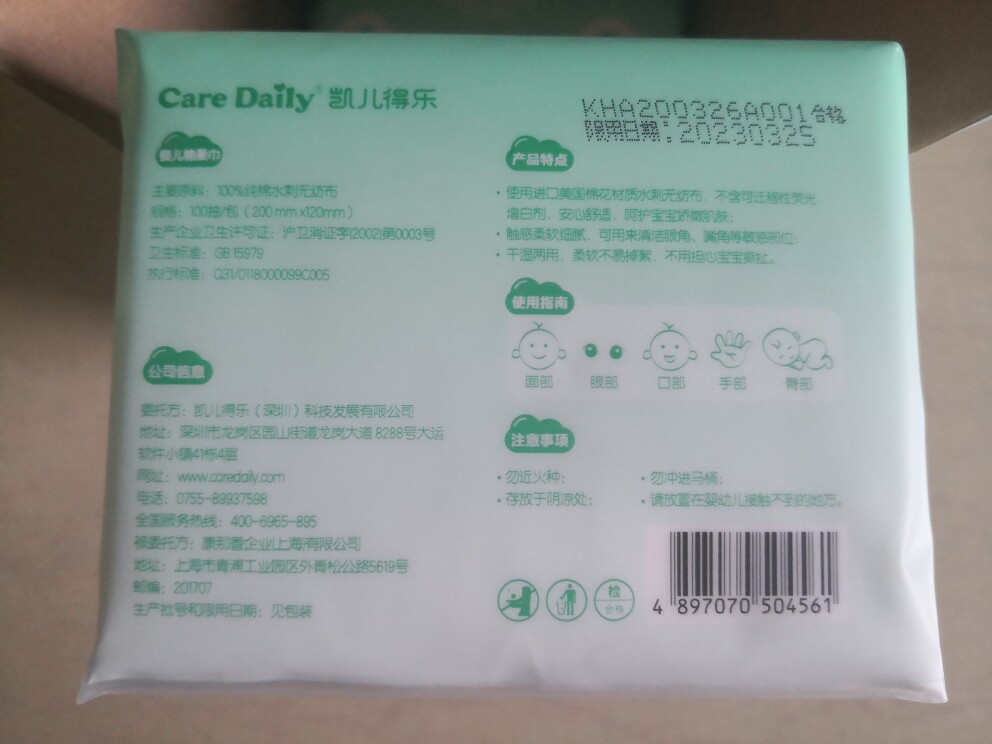 Care Daily® 凯儿得乐
KHA200326A001合格
限用日期:20230325
婴儿棉柔巾
主要原料：100%纯棉水刺无纺布
规格：100抽/包（200 mm x120mm）
生产企业卫生许可证：沪卫消证字(2002)第0003号
卫生标准：GB 15979
执行标准：Q31/0118000099C005
公司信息
委托方：凯儿得乐（深圳）科技发展有限公司
地址：深圳市龙岗区园山街道龙岗大道8288号大运
软件小镇41栋4层
网址：www.caredaily.com
电话：0755-89937598
全国服务热线：400-6965-895
被委托方：康那香企业(上海)有限公司
地址：上海市青浦工业园区外青松公路5619号
邮编：201707
生产批号和限用日期：见包装
产品特点
·使用进口美国棉花材质水刺无纺布，不含可迁移性荧光
增白剂，安心舒适，呵护宝宝娇嫩肌肤；
·触感柔软细腻，可用来清洁眼角、嘴角等敏感部位；
·干湿两用，柔软不易掉絮，不用担心宝宝撕扯。
使用指南
面部 眼部 口部 手部 臀部
注意事项
·勿近火种； ·勿冲进马桶；
·存放于阴凉处； ·请放置在婴幼儿接触不到的地方。
检
合格
4 897070 504561